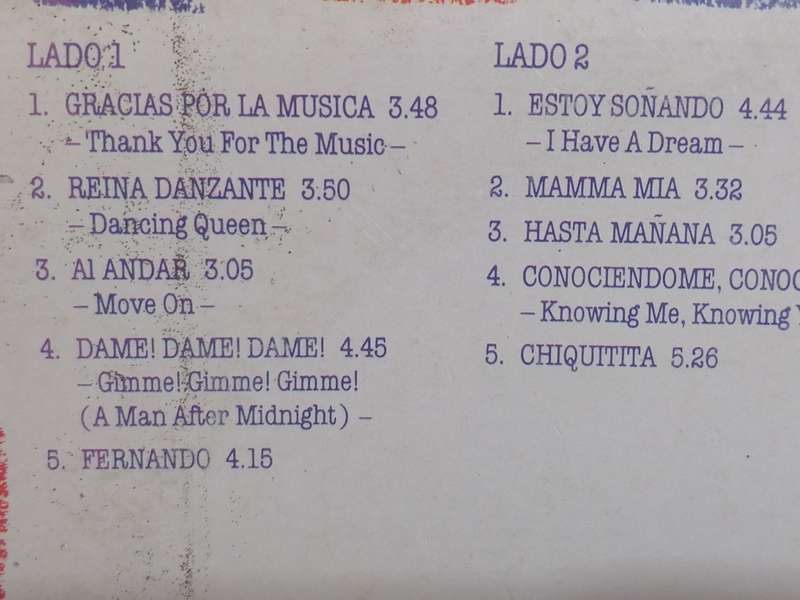 LADO 1
1. GRACIAS POR LA MUSICA 3.48
– Thank You For The Music –
2. REINA DANZANTE 3.50
– Dancing Queen –
3. Al ANDAR 3.05
– Move On –
4. DAME! DAME! DAME! 4.45
– Gimme! Gimme! Gimme!
(A Man After Midnight) –
5. FERNANDO 4.15
LADO 2
1. ESTOY SOÑANDO 4.44
– I Have A Dream –
2. MAMMA MIA 3.32
3. HASTA MAÑANA 3.05
4. CONOCIENDOME,
– Knowing Me, Knowing
5. CHIQUITITA 5.26